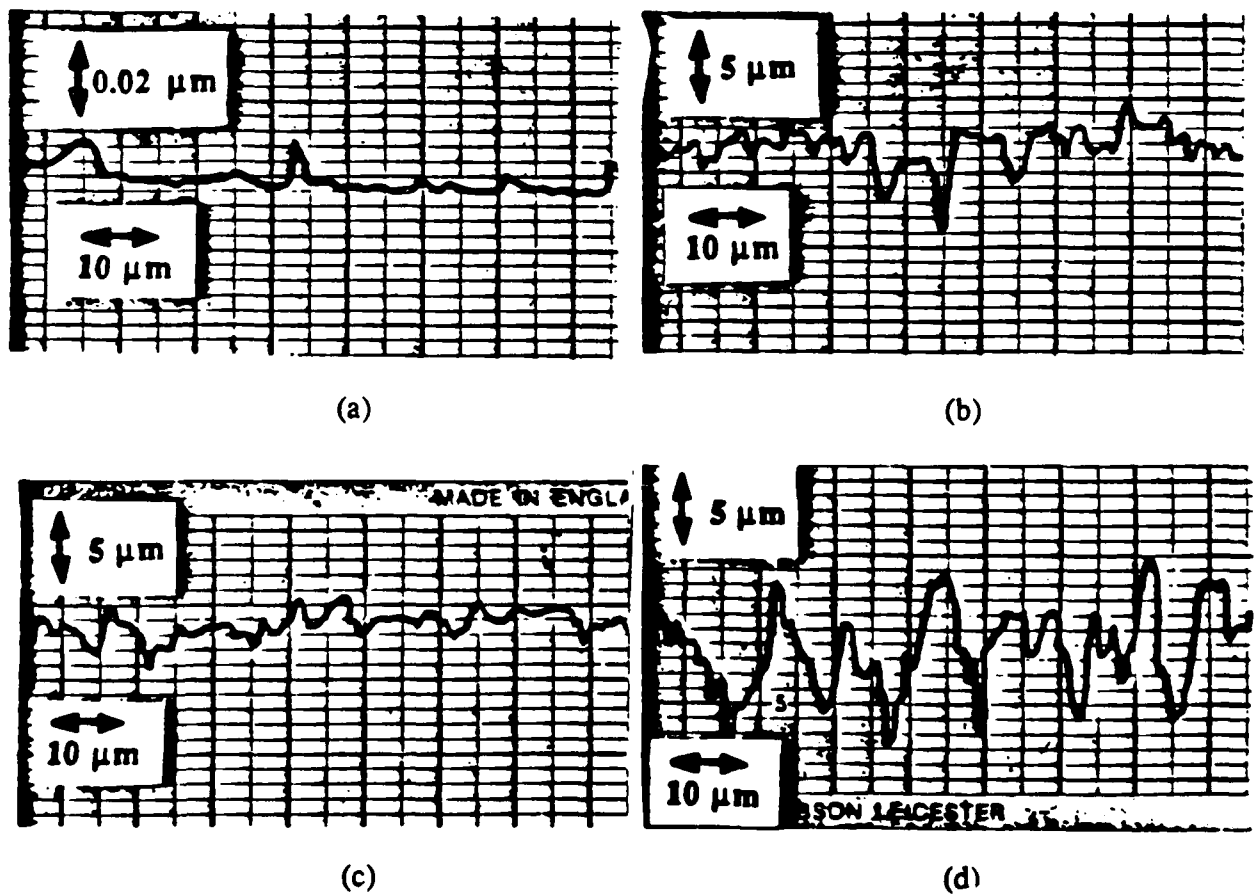 0.02 μm
10 μm
(a)
5 μm
10 μm
(b)
MADE IN ENGLA
5 μm
10 μm
(c)
5 μm
5
10 μm
SON LEICESTER
(d)